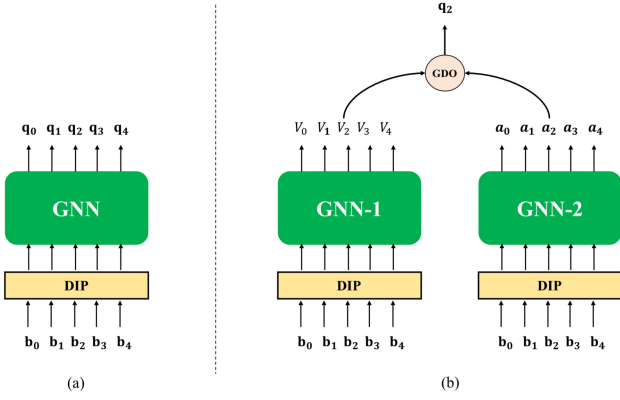 q₀ q₁ q₂ q₃ q₄
GNN
DIP
b₀ b₁ b₂ b₃ b₄
(a)
q₂
GDO
V₀ V₁ V₂ V₃ V₄
GNN-1
DIP
b₀ b₁ b₂ b₃ b₄
a₀ a₁ a₂ a₃ a₄
GNN-2
DIP
b₀ b₁ b₂ b₃ b₄
(b)